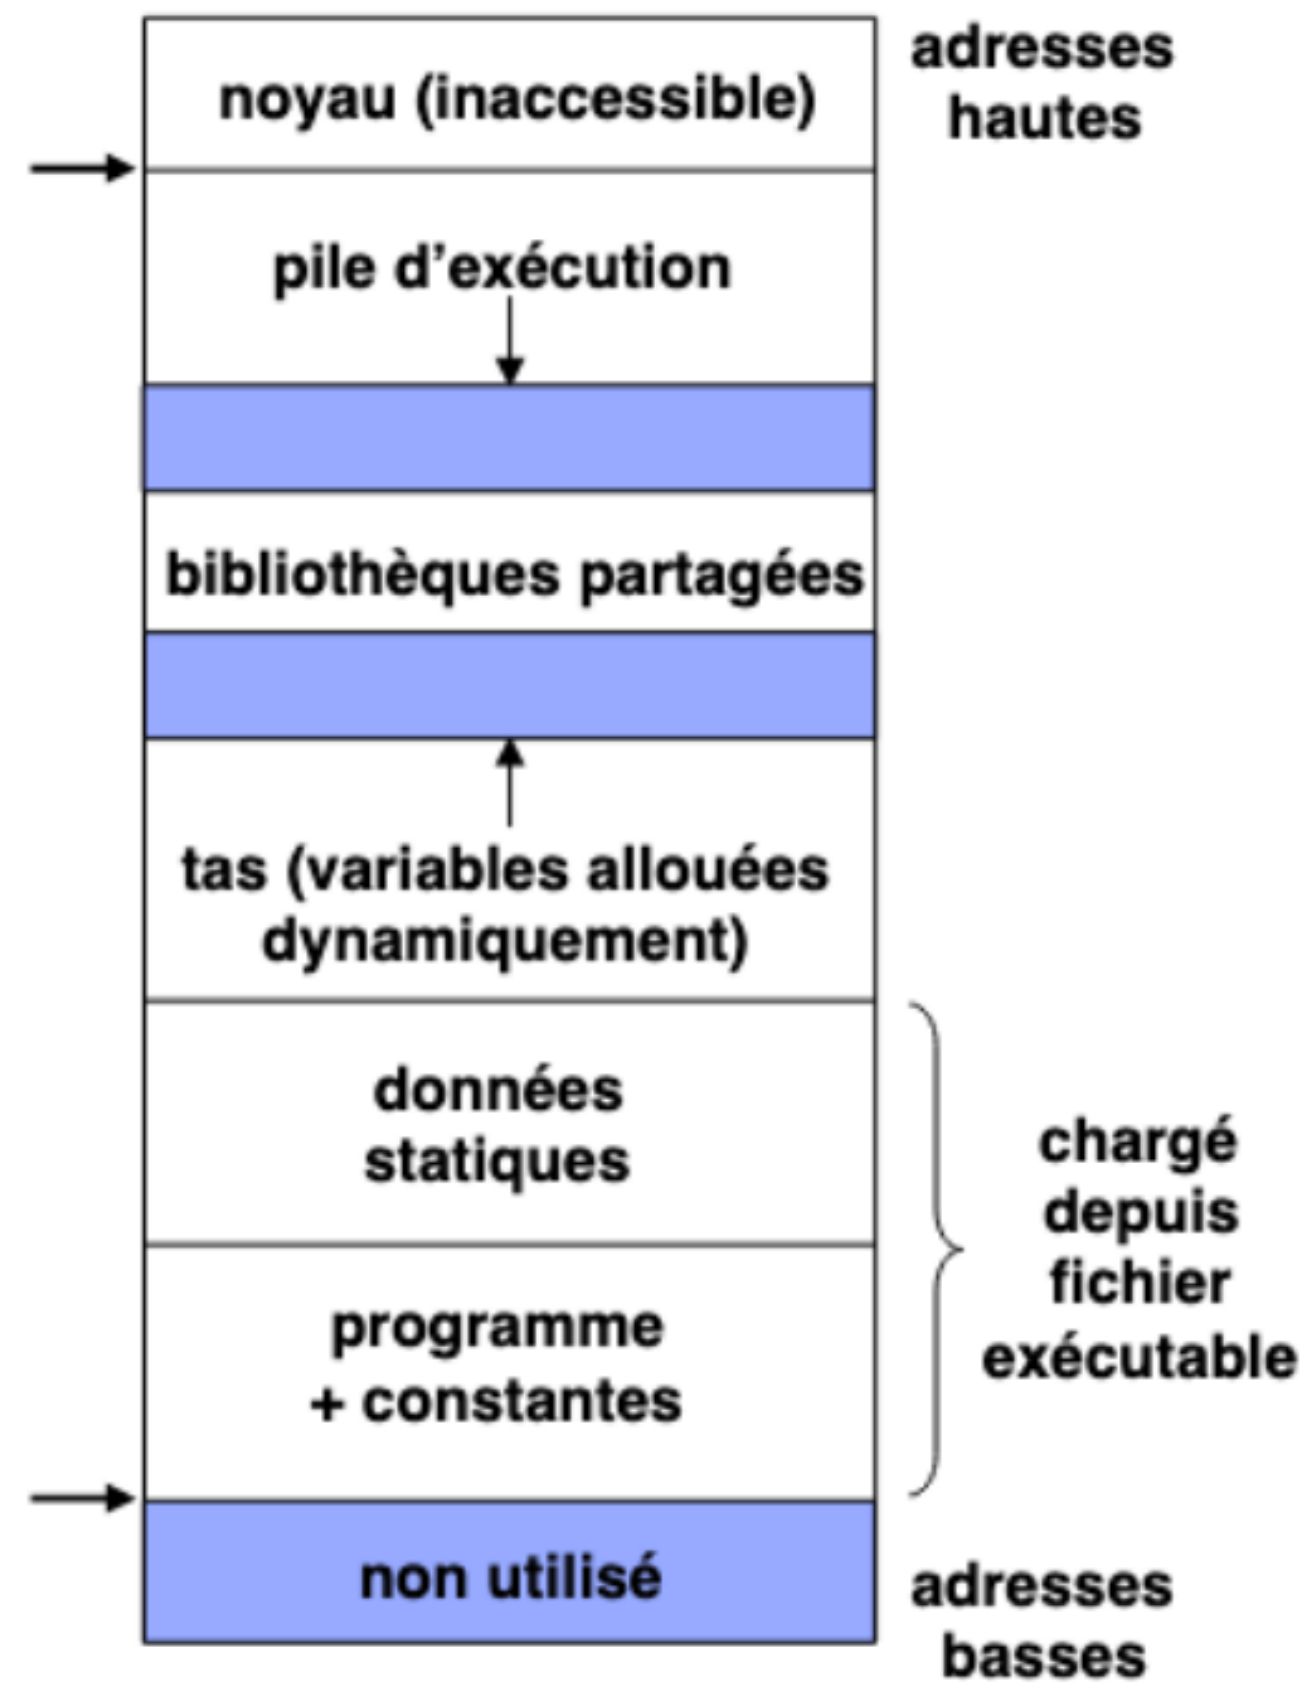 adresses
hautes
noyau (inaccessible)
pile d'exécution
bibliothèques partagées
tas (variables allouées
dynamiquement)
données
statiques
chargé
depuis
fichier
exécutable
programme
+ constantes
non utilisé
adresses
basses